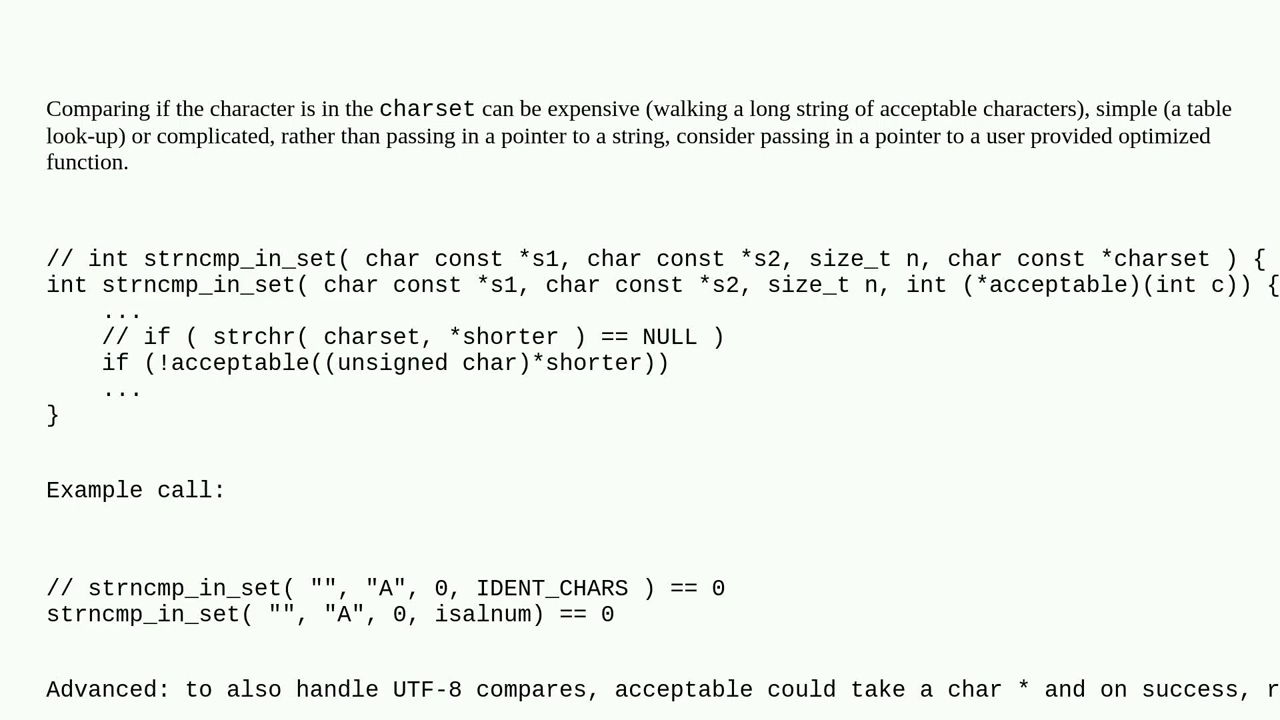 Comparing if the character is in the charset can be expensive (walking a long string of acceptable characters), simple (a table
look-up) or complicated, rather than passing in a pointer to a string, consider passing in a pointer to a user provided optimized
function.
// int strncmp_in_set( char const *s1, char const *s2, size_t n, char const *charset ) {
int strncmp_in_set( char const *s1, char const *s2, size_t n, int (*acceptable)(int c)) {
    ...
    // if ( strchr( charset, *shorter ) == NULL )
    if (!acceptable((unsigned char)*shorter))
    ...
}
Example call:
// strncmp_in_set( "", "A", 0, IDENT_CHARS ) == 0
strncmp_in_set( "", "A", 0, isalnum) == 0
Advanced: to also handle UTF-8 compares, acceptable could take a char * and on success,